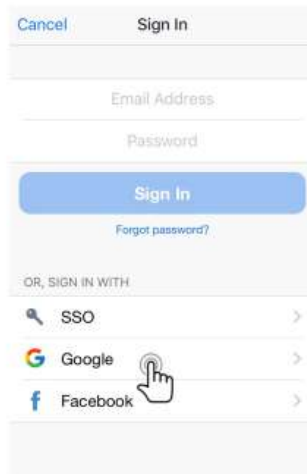 Cancel Sign In
Email Address
Password
Sign In
Forgot password?
OR, SIGN IN WITH
SSO
Google
Facebook